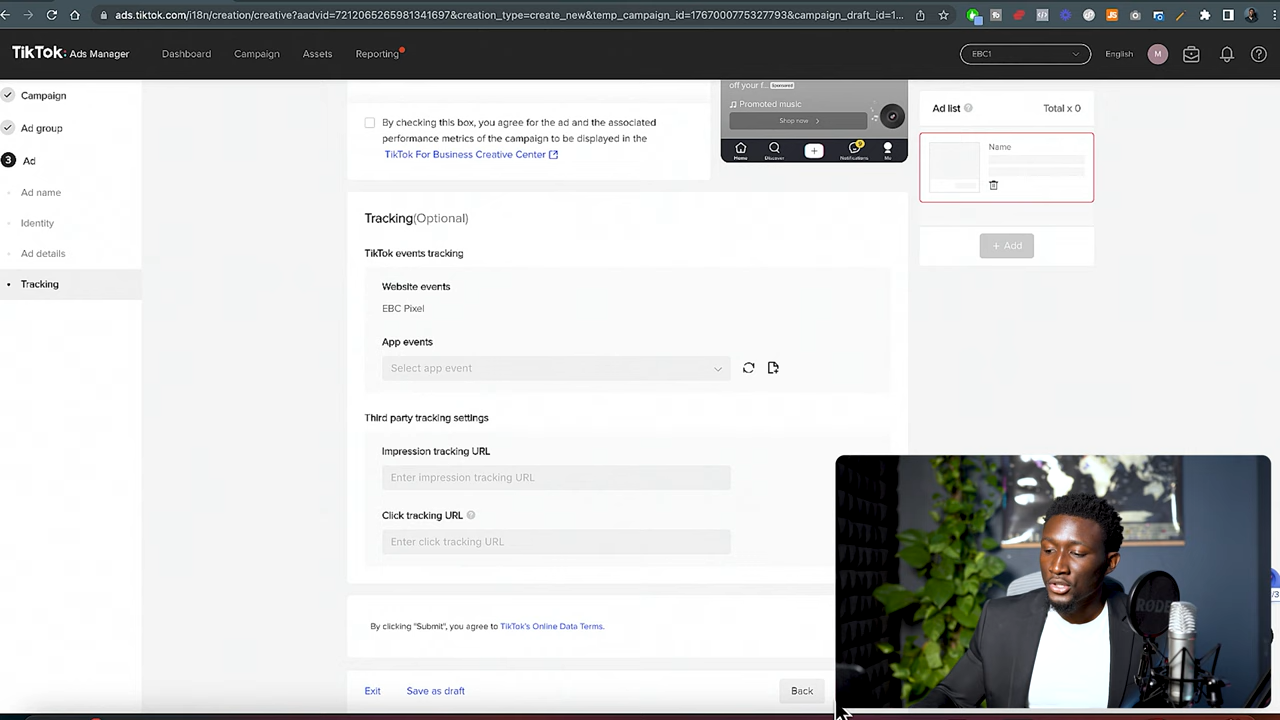 ads.tiktok.com/i18n/creation/creative?aadvid=7212065265981341697&creation_type=create_new&temp_campaign_id=1767000775327793&campaign_draft_id=1...
TikTok: Ads Manager
Dashboard
Campaign
Assets
Reporting
EBC1
English
M
Campaign
Ad group
3 Ad
Ad name
Identity
Ad details
Tracking
off your f... Sponsored
Promoted music
Shop now
Home
Discover
Notifications
Me
By checking this box, you agree for the ad and the associated
performance metrics of the campaign to be displayed in the
TikTok For Business Creative Center
Ad list
Total x 0
Name
+ Add
Tracking(Optional)
TikTok events tracking
Website events
EBC Pixel
App events
Select app event
Third party tracking settings
Impression tracking URL
Enter impression tracking URL
Click tracking URL
Enter click tracking URL
By clicking "Submit", you agree to TikTok's Online Data Terms.
Exit
Save as draft
Back
RODE
/3